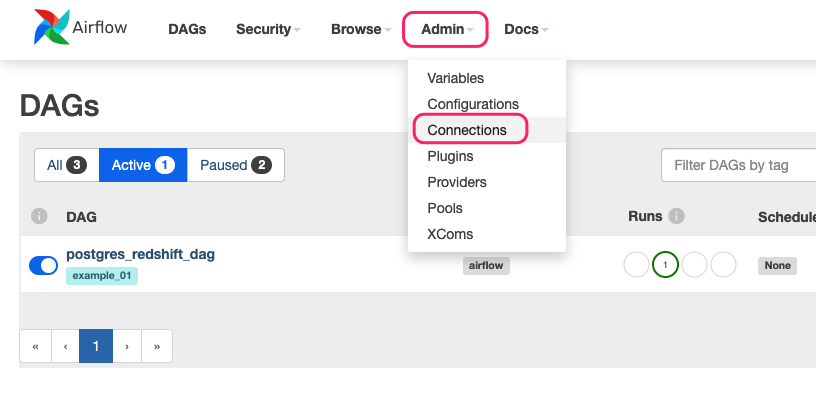 Airflow DAGs Security Browse Admin Docs
Variables
Configurations
Connections
Plugins
Providers
Pools
XComs
DAGs
All 3 Active 1 Paused 2 Filter DAGs by tag
i DAG Runs i Schedule
postgres_redshift_dag
example_01
airflow 1 None
« ‹ 1 › »